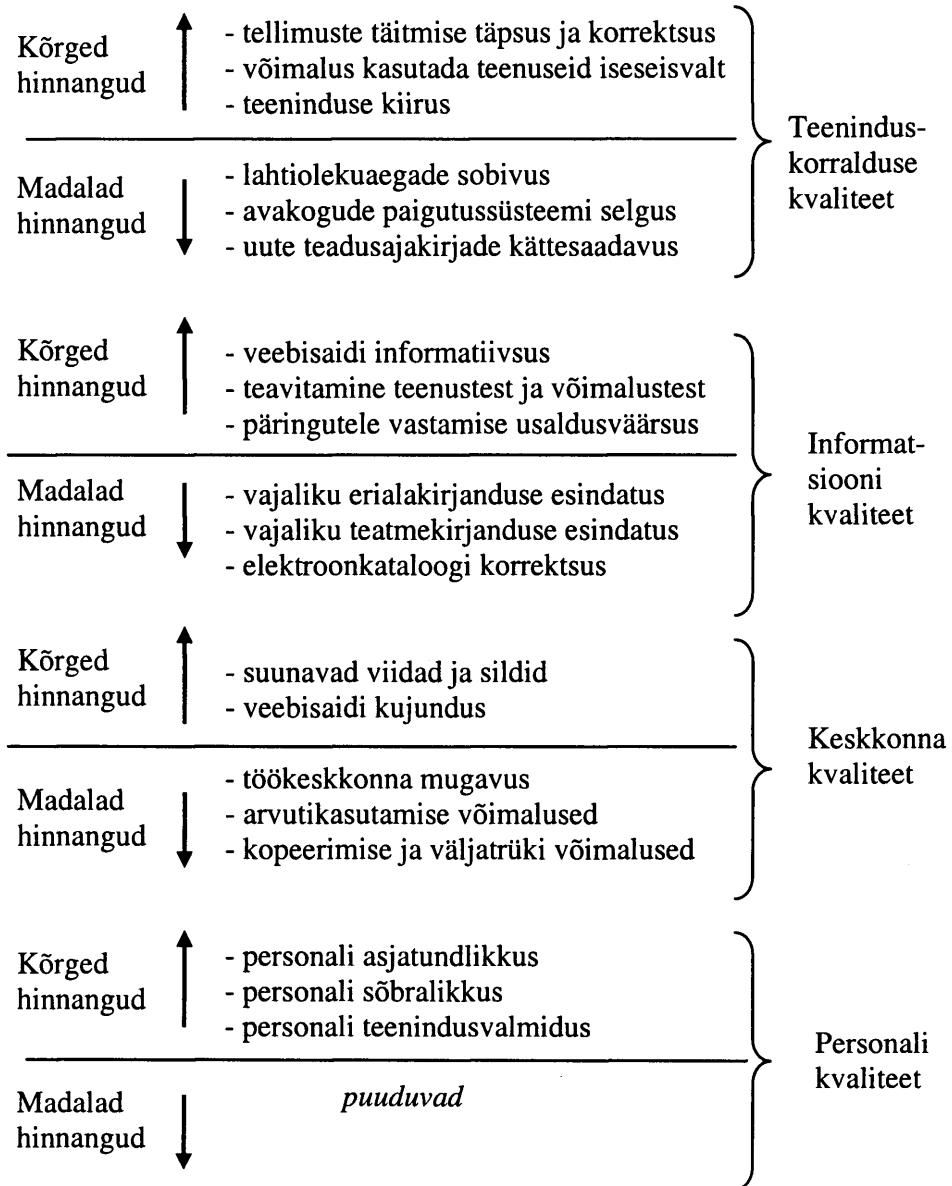 Kõrged
hinnangud
- tellimuste täitmise täpsus ja korrektsus
- võimalus kasutada teenuseid iseseisvalt
- teeninduse kiirus
Madalad
hinnangud
- lahtiolekuaegade sobivus
- avakogude paigutussüsteemi selgus
- uute teadusajakirjade kättesaadavus
Teenindus-
korralduse
kvaliteet
Kõrged
hinnangud
- veebisaidi informatiivsus
- teavitamine teenustest ja võimalustest
- päringutele vastamise usaldusväärsus
Madalad
hinnangud
- vajaliku erialakirjanduse esindatus
- vajaliku teatmekirjanduse esindatus
- elektroonkataloogi korrektsus
Informat-
siooni
kvaliteet
Kõrged
hinnangud
- suunavad viidad ja sildid
- veebisaidi kujundus
Madalad
hinnangud
- töökeskkonna mugavus
- arvutikasutamise võimalused
- kopeerimise ja väljatrüki võimalused
Keskkonna
kvaliteet
Kõrged
hinnangud
- personali asjatundlikkus
- personali sõbralikkus
- personali teenindusvalmidus
Madalad
hinnangud
puuduvad
Personali
kvaliteet